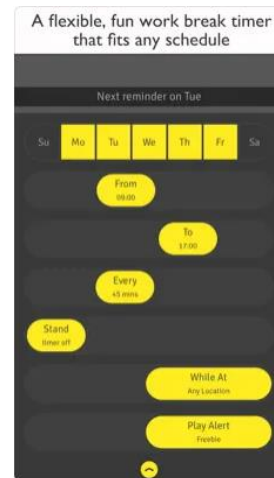 A flexible, fun work break timer
that fits any schedule
Next reminder on Tue
Su Mo Tu We Th Fr Sa
From
09:00
To
17:00
Every
45 mins
Stand
timer off
While At
Any Location
Play Alert
Freebie